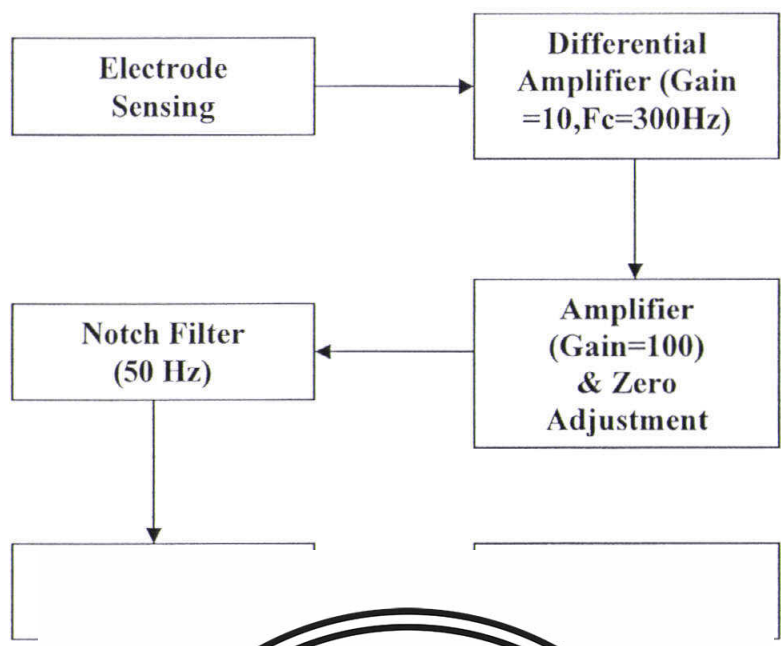 Electrode
Sensing
Differential
Amplifier (Gain
=10,Fc=300Hz)
Amplifier
(Gain=100)
& Zero
Adjustment
Notch Filter
(50 Hz)